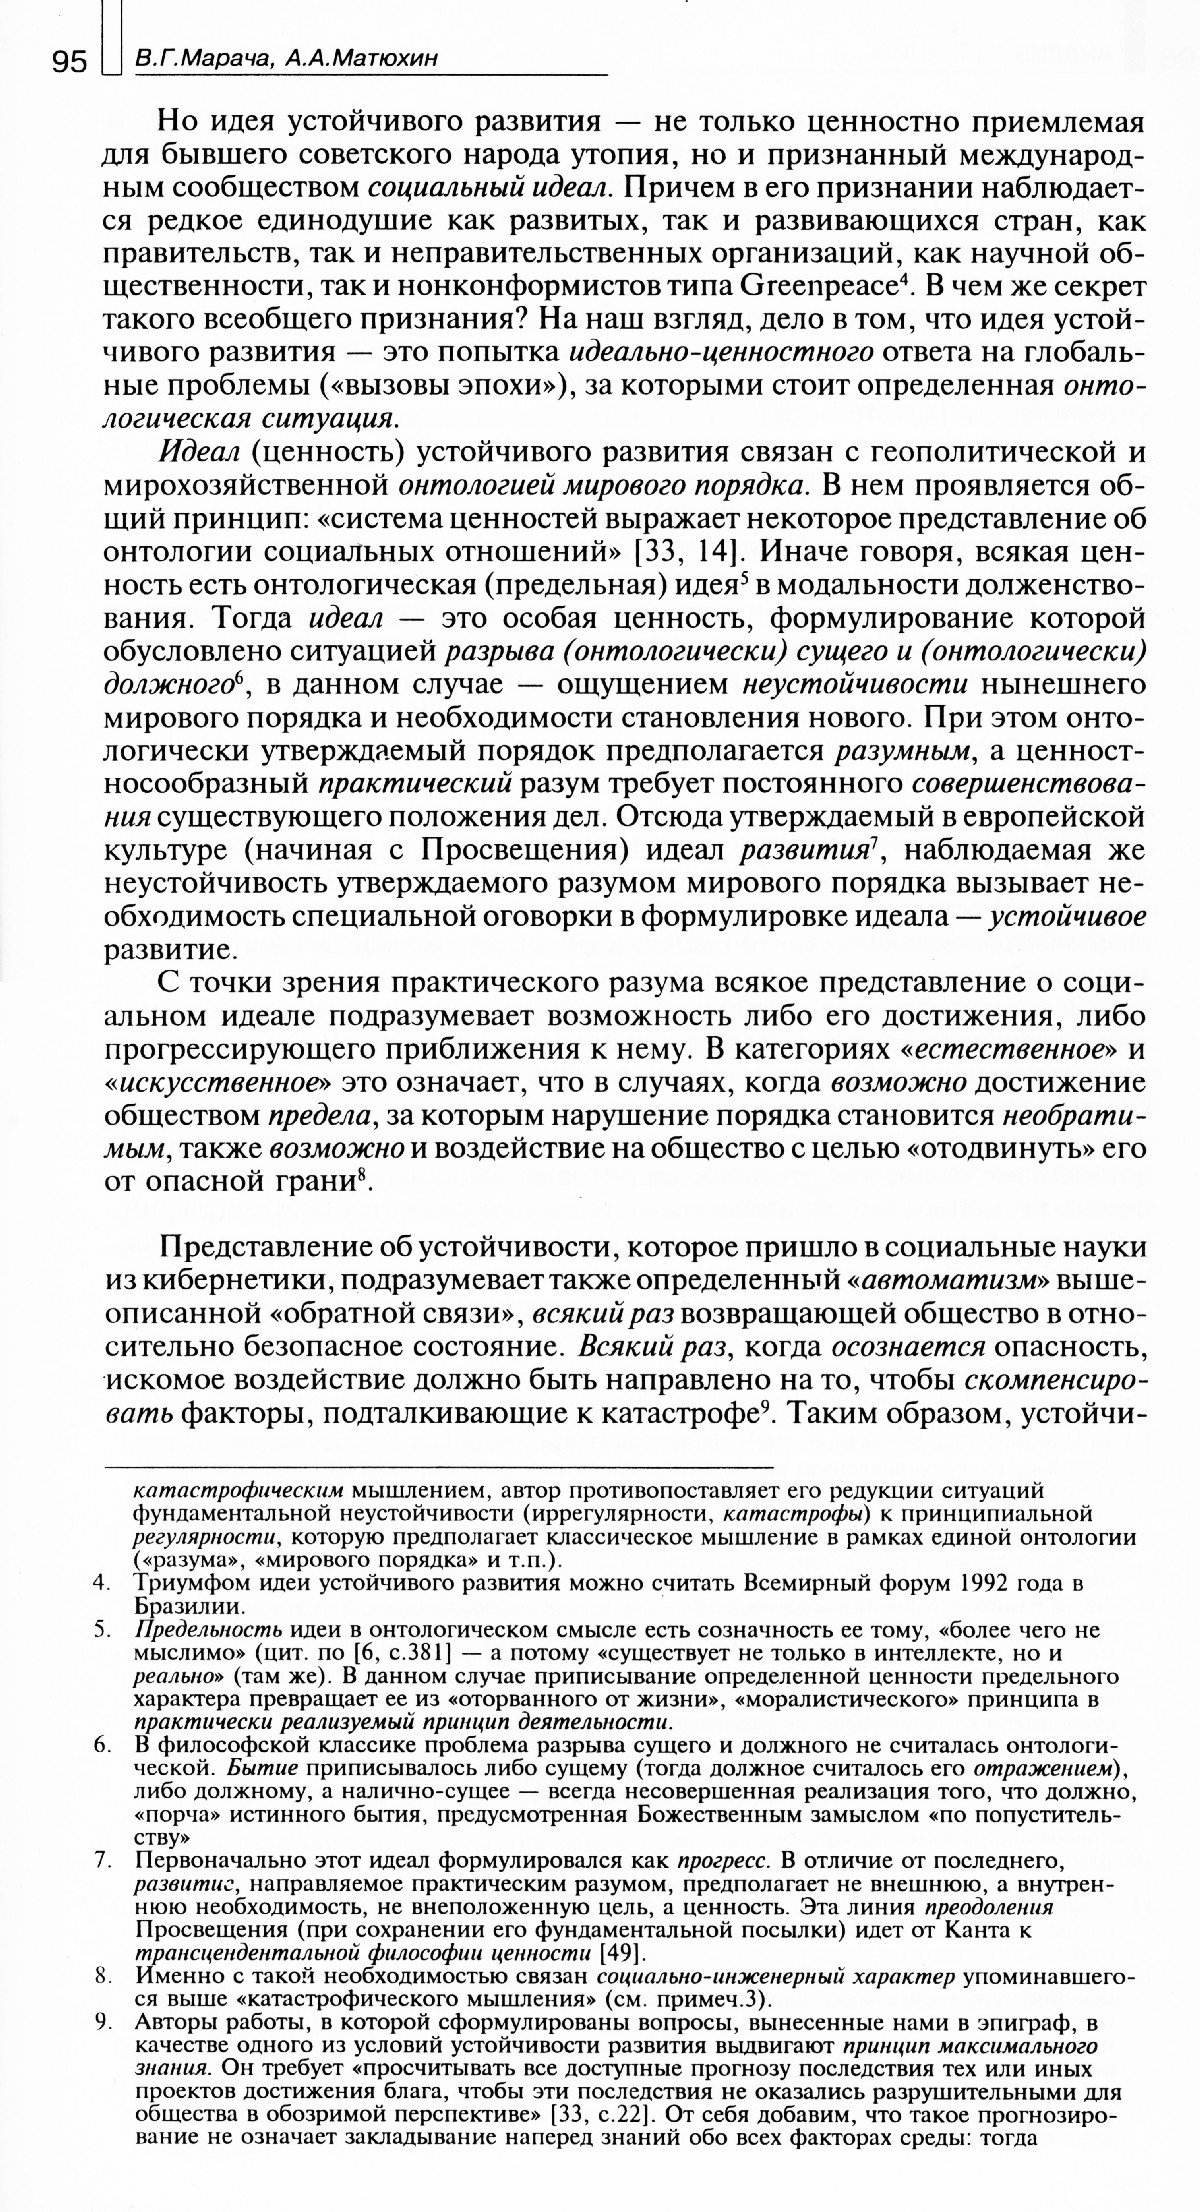 95
В.Г.Марача, А.А.Матюхин
Но идея устойчивого развития — не только ценностно приемлемая
для бывшего советского народа утопия, но и признанный международ-
ным сообществом социальный идеал. Причем в его признании наблюдает-
ся редкое единодушие как развитых, так и развивающихся стран, как
правительств, так и неправительственных организаций, как научной об-
щественности, так и нонконформистов типа Greenpeace⁴. В чем же секрет
такого всеобщего признания? На наш взгляд, дело в том, что идея устой-
чивого развития — это попытка идеально-ценностного ответа на глобаль-
ные проблемы («вызовы эпохи»), за которыми стоит определенная онто-
логическая ситуация.
Идеал (ценность) устойчивого развития связан с геополитической и
мирохозяйственной онтологией мирового порядка. В нем проявляется об-
щий принцип: «система ценностей выражает некоторое представление об
онтологии социальных отношений» [33, 14]. Иначе говоря, всякая цен-
ность есть онтологическая (предельная) идея⁵ в модальности долженство-
вания. Тогда идеал — это особая ценность, формулирование которой
обусловлено ситуацией разрыва (онтологически) сущего и (онтологически)
должного⁶, в данном случае — ощущением неустойчивости нынешнего
мирового порядка и необходимости становления нового. При этом онто-
логически утверждаемый порядок предполагается разумным, а ценност-
носообразный практический разум требует постоянного совершенствова-
ния существующего положения дел. Отсюда утверждаемый в европейской
культуре (начиная с Просвещения) идеал развития⁷, наблюдаемая же
неустойчивость утверждаемого разумом мирового порядка вызывает не-
обходимость специальной оговорки в формулировке идеала — устойчивое
развитие.
С точки зрения практического разума всякое представление о соци-
альном идеале подразумевает возможность либо его достижения, либо
прогрессирующего приближения к нему. В категориях «естественное» и
«искусственное» это означает, что в случаях, когда возможно достижение
обществом предела, за которым нарушение порядка становится необрати-
мым, также возможно и воздействие на общество с целью «отодвинуть» его
от опасной грани⁸.
Представление об устойчивости, которое пришло в социальные науки
из кибернетики, подразумевает также определенный «автоматизм» выше-
описанной «обратной связи», всякий раз возвращающей общество в отно-
сительно безопасное состояние. Всякий раз, когда осознается опасность,
искомое воздействие должно быть направлено на то, чтобы скомпенсиро-
вать факторы, подталкивающие к катастрофе⁹. Таким образом, устойчи-
катастрофическим мышлением, автор противопоставляет его редукции ситуаций
фундаментальной неустойчивости (иррегулярности, катастрофы) к принципиальной
регулярности, которую предполагает классическое мышление в рамках единой онтологии
(«разума», «мирового порядка» и т.п.).
4. Триумфом идеи устойчивого развития можно считать Всемирный форум 1992 года в
Бразилии.
5. Предельность идеи в онтологическом смысле есть созначность ее тому, «более чего не
мыслимо» (цит. по [6, с.381] — а потому «существует не только в интеллекте, но и
реально» (там же). В данном случае приписывание определенной ценности предельного
характера превращает ее из «оторванного от жизни», «моралистического» принципа в
практически реализуемый принцип деятельности.
6. В философской классике проблема разрыва сущего и должного не считалась онтологи-
ческой. Бытие приписывалось либо сущему (тогда должное считалось его отражением),
либо должному, а налично-сущее — всегда несовершенная реализация того, что должно,
«порча» истинного бытия, предусмотренная Божественным замыслом «по попуститель-
ству»
7. Первоначально этот идеал формулировался как прогресс. В отличие от последнего,
развитие, направляемое практическим разумом, предполагает не внешнюю, а внутрен-
нюю необходимость, не внеположенную цель, а ценность. Эта линия преодоления
Просвещения (при сохранении его фундаментальной посылки) идет от Канта к
трансцендентальной философии ценности [49].
8. Именно с такой необходимостью связан социально-инженерный характер упоминавшего-
ся выше «катастрофического мышления» (см. примеч.3).
9. Авторы работы, в которой сформулированы вопросы, вынесенные нами в эпиграф, в
качестве одного из условий устойчивости развития выдвигают принцип максимального
знания. Он требует «просчитывать все доступные прогнозу последствия тех или иных
проектов достижения блага, чтобы эти последствия не оказались разрушительными для
общества в обозримой перспективе» [33, с.22]. От себя добавим, что такое прогнозиро-
вание не означает закладывание наперед знаний обо всех факторах среды: тогда